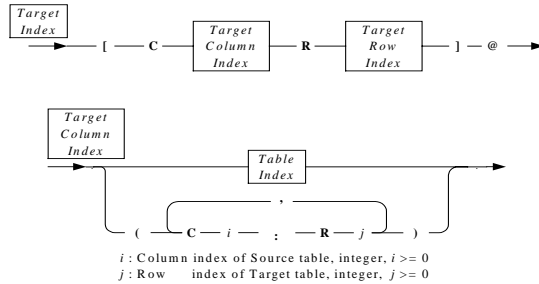 Target
Index
[ C Target Column Index R Target Row Index ] @
Target
Column
Index
Table
Index
,
( C i : R j )
i : Column index of Source table, integer, i >= 0
j : Row index of Target table, integer, j >= 0